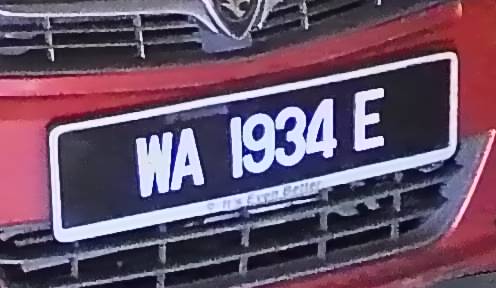 WA 1934 E
It's Even Better